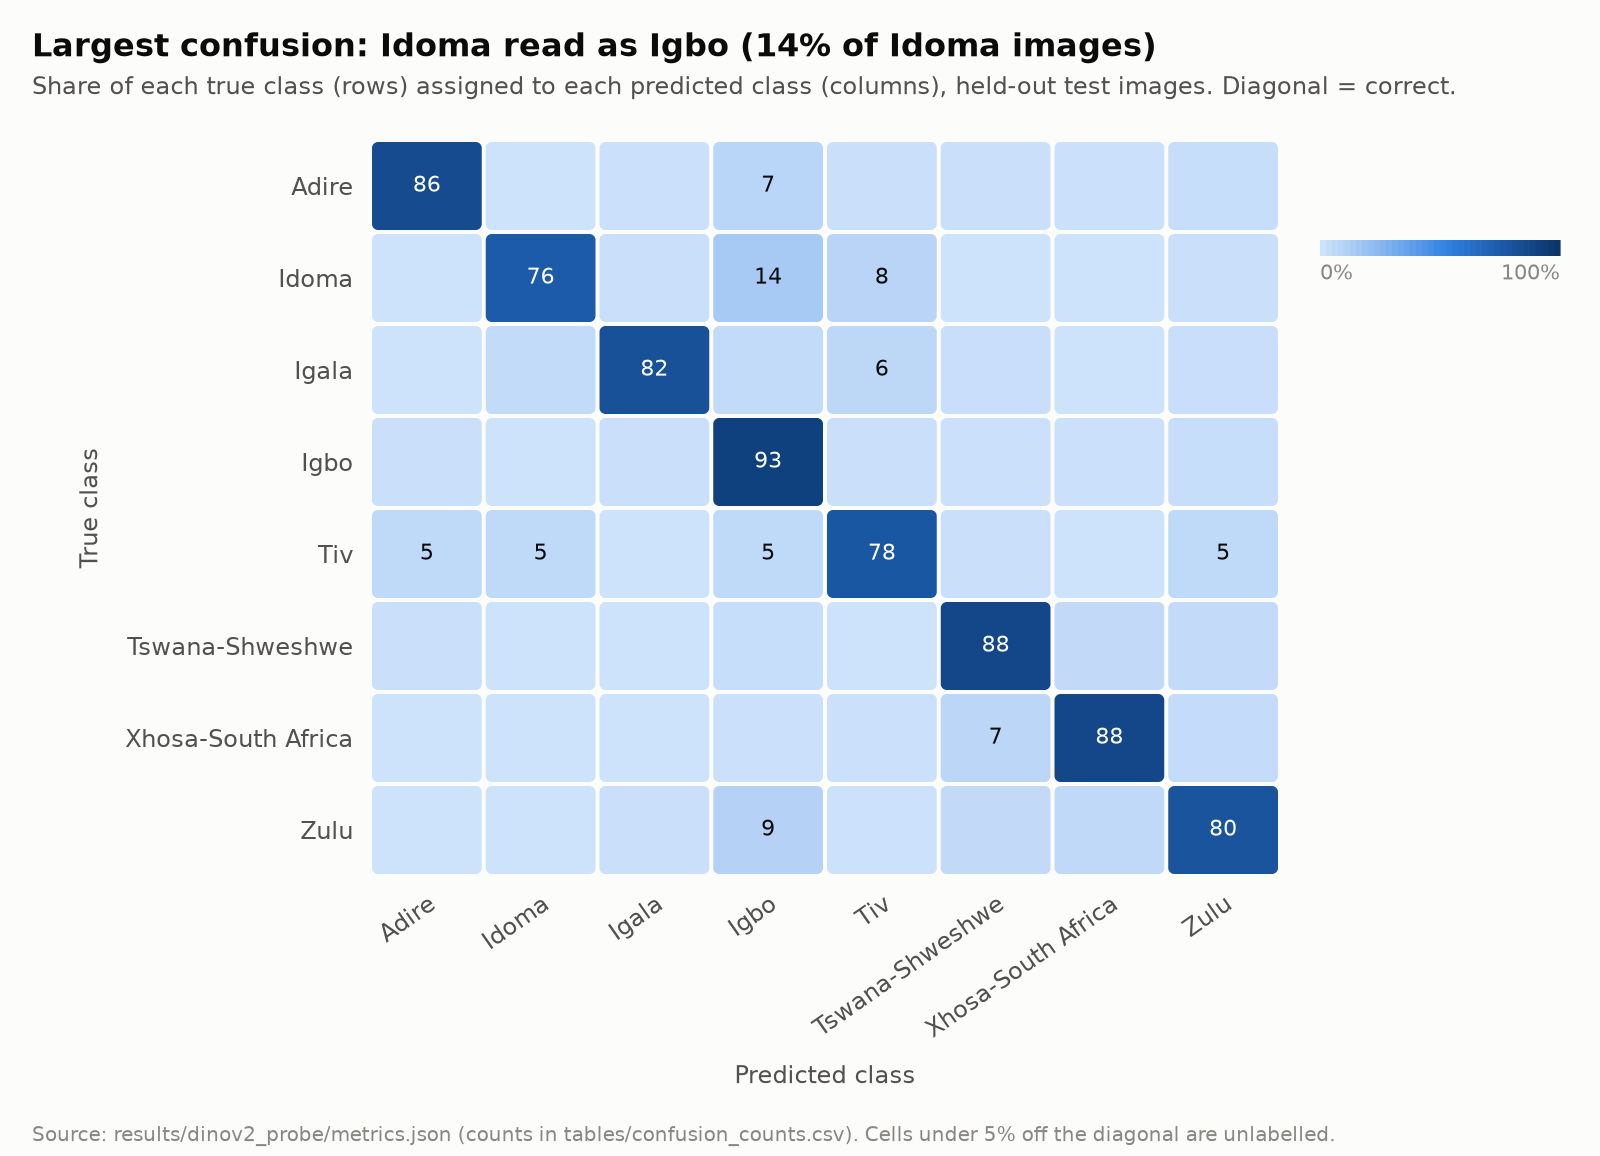 Largest confusion: Idoma read as Igbo (14% of Idoma images)
Share of each true class (rows) assigned to each predicted class (columns), held-out test images. Diagonal = correct.
Adire 86 7
0% 100%
Idoma 76 14 8
Igala 82 6
Igbo 93
True class
Tiv 5 5 5 78 5
Tswana-Shweshwe 88
Xhosa-South Africa 7 88
Zulu 9 80
Adire Idoma Igala Igbo Tiv Tswana-Shweshwe Xhosa-South Africa Zulu
Predicted class
Source: results/dinov2_probe/metrics.json (counts in tables/confusion_counts.csv). Cells under 5% off the diagonal are unlabelled.